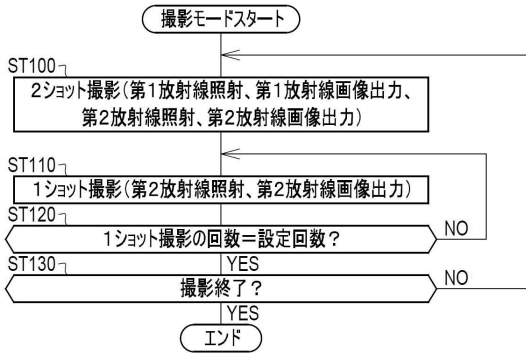 撮影モードスタート
ST100
2ショット撮影(第1放射線照射、第1放射線画像出力、
第2放射線照射、第2放射線画像出力)
ST110
1ショット撮影(第2放射線照射、第2放射線画像出力)
ST120
1ショット撮影の回数=設定回数?
NO
YES
ST130
撮影終了?
NO
YES
エンド